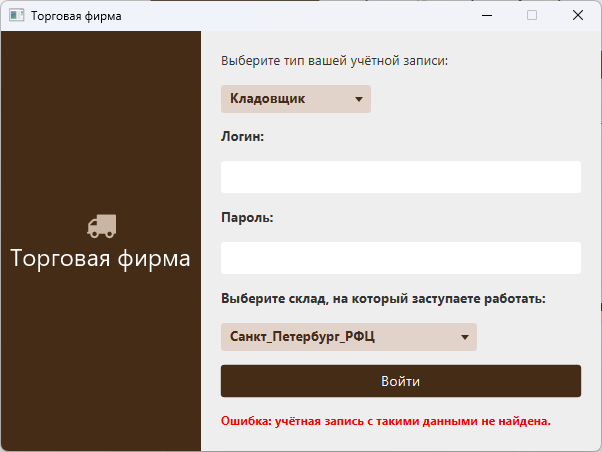 Торговая фирма
Выберите тип вашей учётной записи:
Кладовщик
Логин:
Торговая фирма
Пароль:
Выберите склад, на который заступаете работать:
Санкт_Петербург_РФЦ
Войти
Ошибка: учётная запись с такими данными не найдена.